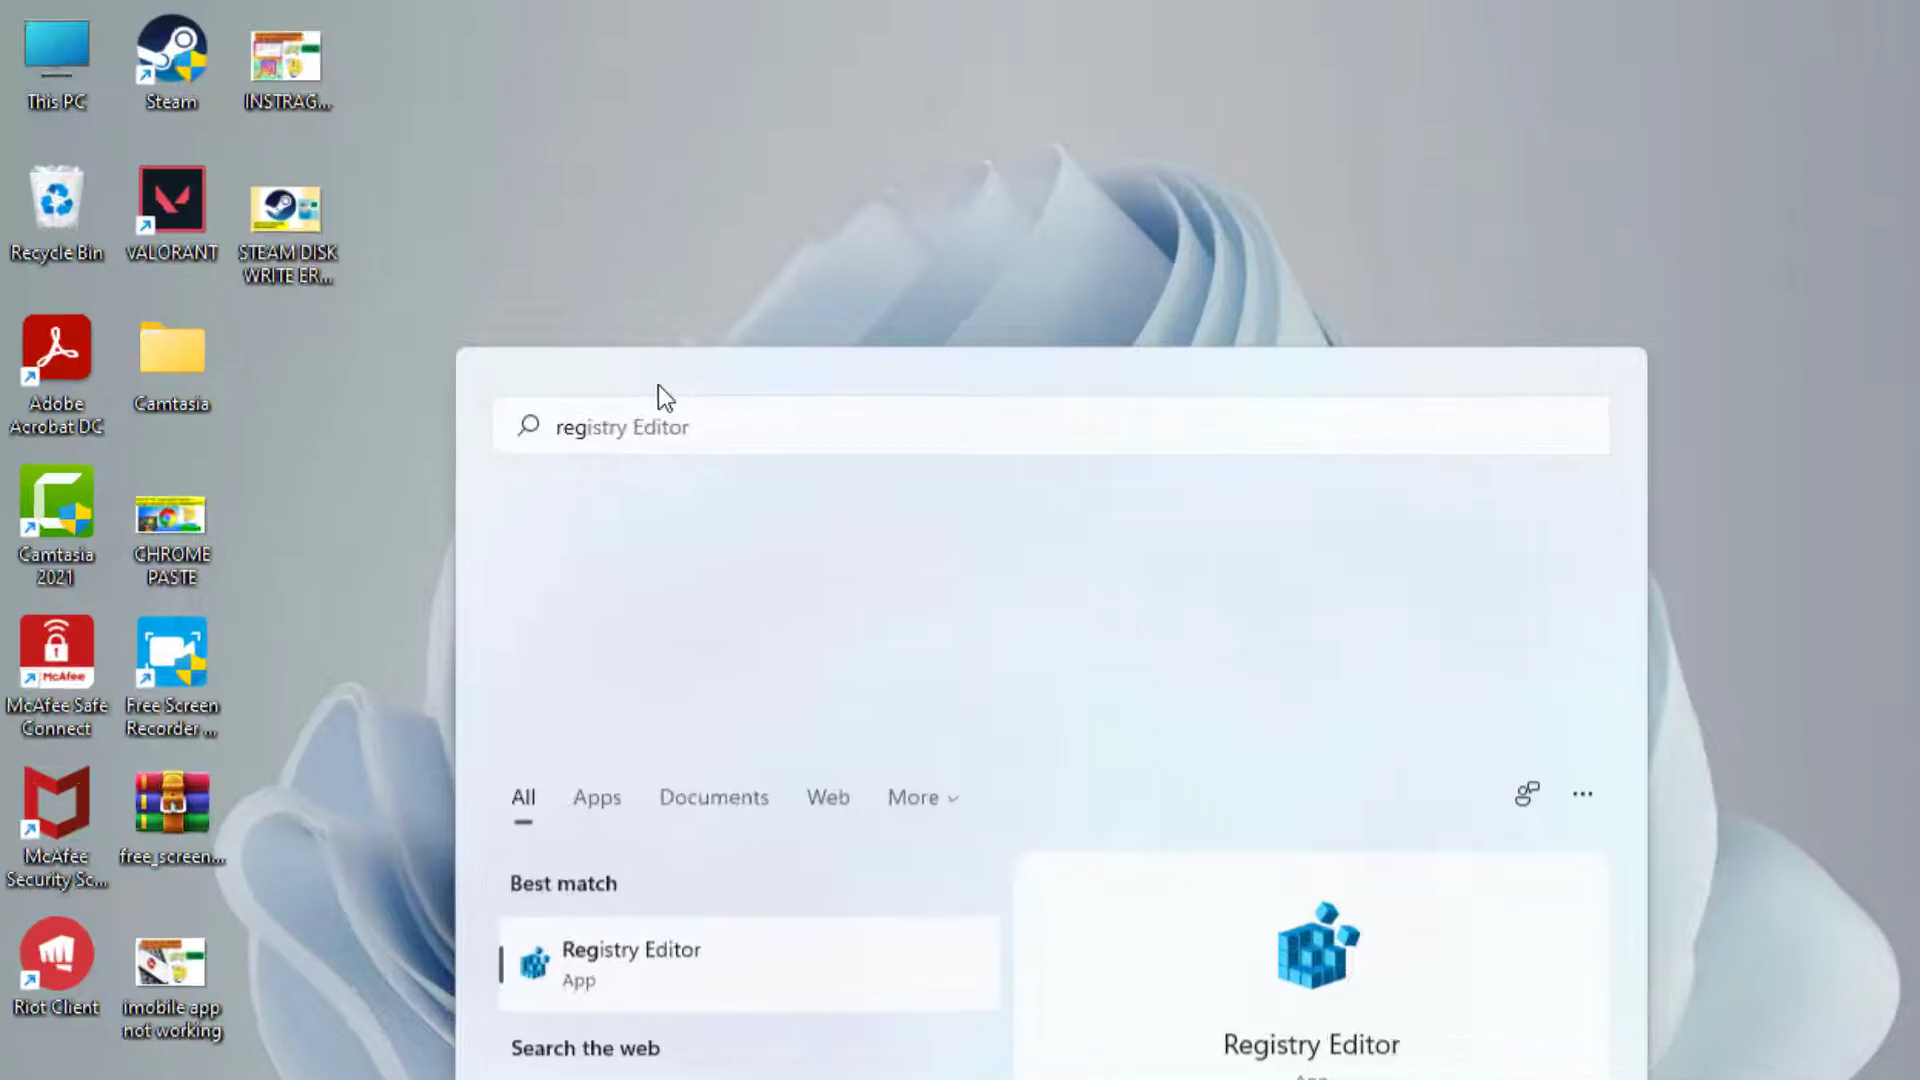 This PC
Steam
INSTRAG...
Recycle Bin
VALORANT
STEAM DISK
WRITE ER...
Adobe
Acrobat DC
Camtasia
Camtasia
2021
CHROME
PASTE
McAfee
McAfee Safe
Connect
Free Screen
Recorder ...
McAfee
Security Sc...
free_screen...
Riot Client
imobile app
not working
registry Editor
All
Apps
Documents
Web
More
Best match
Registry Editor
App
Search the web
Registry Editor